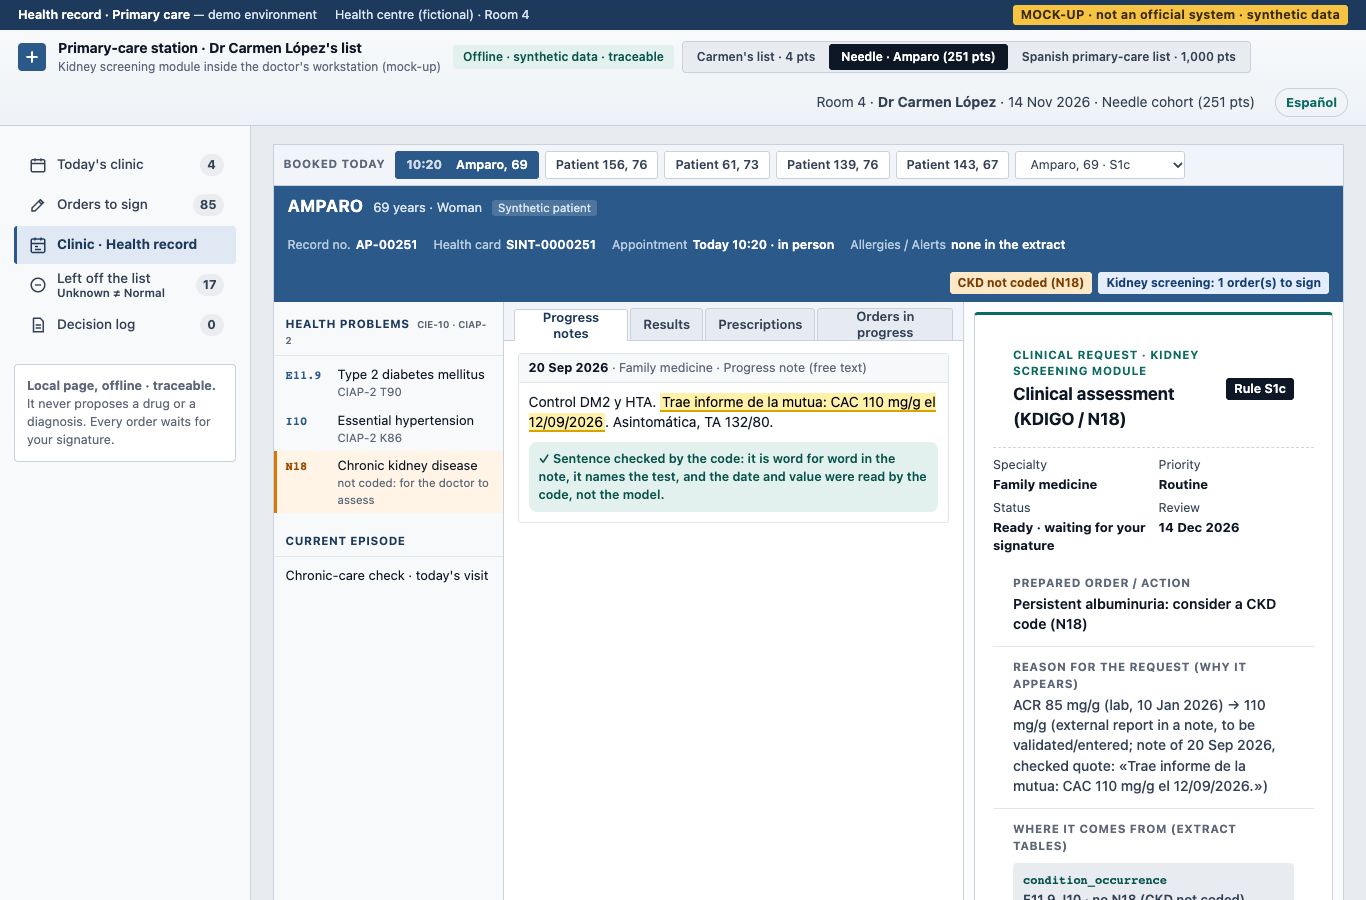 Health record · Primary care — demo environment Health centre (fictional) · Room 4
MOCK-UP · not an official system · synthetic data
Primary-care station · Dr Carmen López's list
Kidney screening module inside the doctor's workstation (mock-up)
Offline · synthetic data · traceable
Carmen's list · 4 pts
Needle · Amparo (251 pts)
Spanish primary-care list · 1,000 pts
Room 4 · Dr Carmen López · 14 Nov 2026 · Needle cohort (251 pts)
Español
Today's clinic 4
Orders to sign 85
Clinic · Health record
Left off the list 17
Unknown ≠ Normal
Decision log 0
Local page, offline · traceable.
It never proposes a drug or a
diagnosis. Every order waits for
your signature.
BOOKED TODAY
10:20 Amparo, 69
Patient 156, 76
Patient 61, 73
Patient 139, 76
Patient 143, 67
Amparo, 69 · S1c
AMPARO 69 years · Woman Synthetic patient
Record no. AP-00251 Health card SINT-0000251 Appointment Today 10:20 · in person Allergies / Alerts none in the extract
CKD not coded (N18)
Kidney screening: 1 order(s) to sign
HEALTH PROBLEMS CIE-10 · CIAP-
2
E11.9 Type 2 diabetes mellitus
CIAP-2 T90
I10 Essential hypertension
CIAP-2 K86
N18 Chronic kidney disease
not coded: for the doctor to
assess
CURRENT EPISODE
Chronic-care check · today's visit
Progress
notes
Results
Prescriptions
Orders in
progress
20 Sep 2026 · Family medicine · Progress note (free text)
Control DM2 y HTA. Trae informe de la mutua: CAC 110 mg/g el
12/09/2026. Asintomática, TA 132/80.
✓ Sentence checked by the code: it is word for word in the
note, it names the test, and the date and value were read by the
code, not the model.
CLINICAL REQUEST · KIDNEY
SCREENING MODULE
Clinical assessment
(KDIGO / N18)
Rule S1c
Specialty
Family medicine
Priority
Routine
Status
Ready · waiting for your
signature
Review
14 Dec 2026
PREPARED ORDER / ACTION
Persistent albuminuria: consider a CKD
code (N18)
REASON FOR THE REQUEST (WHY IT
APPEARS)
ACR 85 mg/g (lab, 10 Jan 2026) → 110
mg/g (external report in a note, to be
validated/entered; note of 20 Sep 2026,
checked quote: «Trae informe de la
mutua: CAC 110 mg/g el 12/09/2026.»)
WHERE IT COMES FROM (EXTRACT
TABLES)
condition_occurrence
E11.9, I10 · no N18 (CKD not coded)